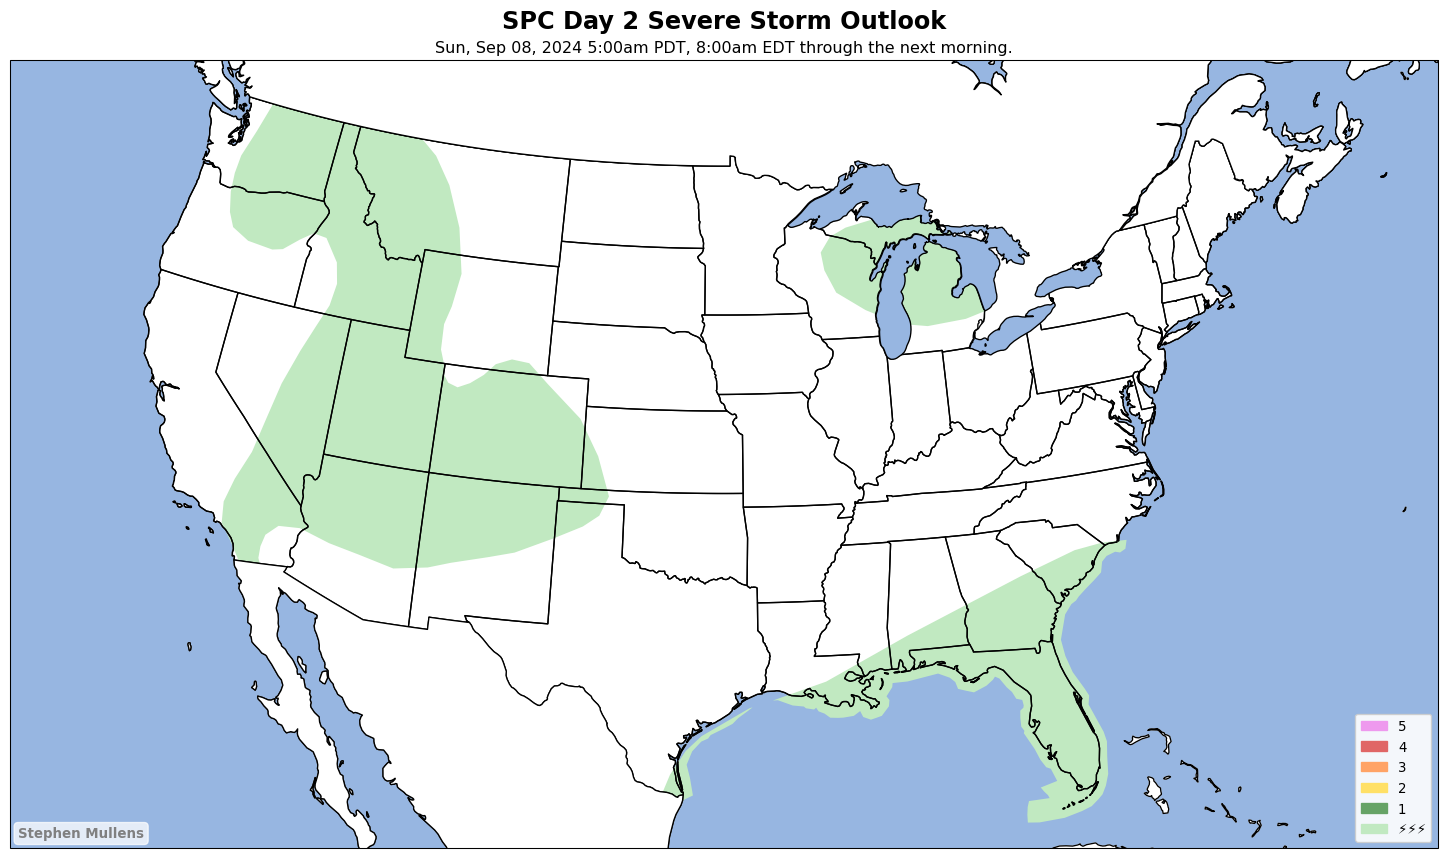 SPC Day 2 Severe Storm Outlook
Sun, Sep 08, 2024 5:00am PDT, 8:00am EDT through the next morning.
5
4
3
2
1
⚡⚡⚡
Stephen Mullens